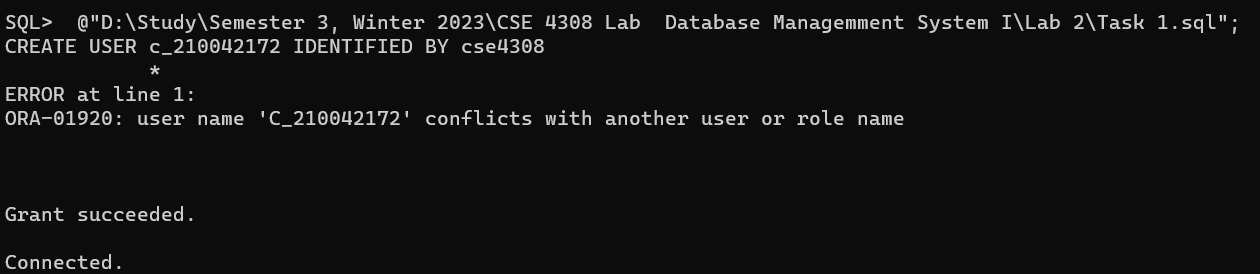 SQL>  @"D:\Study\Semester 3, Winter 2023\CSE 4308 Lab  Database Managemment System I\Lab 2\Task 1.sql";
CREATE USER c_210042172 IDENTIFIED BY cse4308
            *
ERROR at line 1:
ORA-01920: user name 'C_210042172' conflicts with another user or role name
Grant succeeded.
Connected.